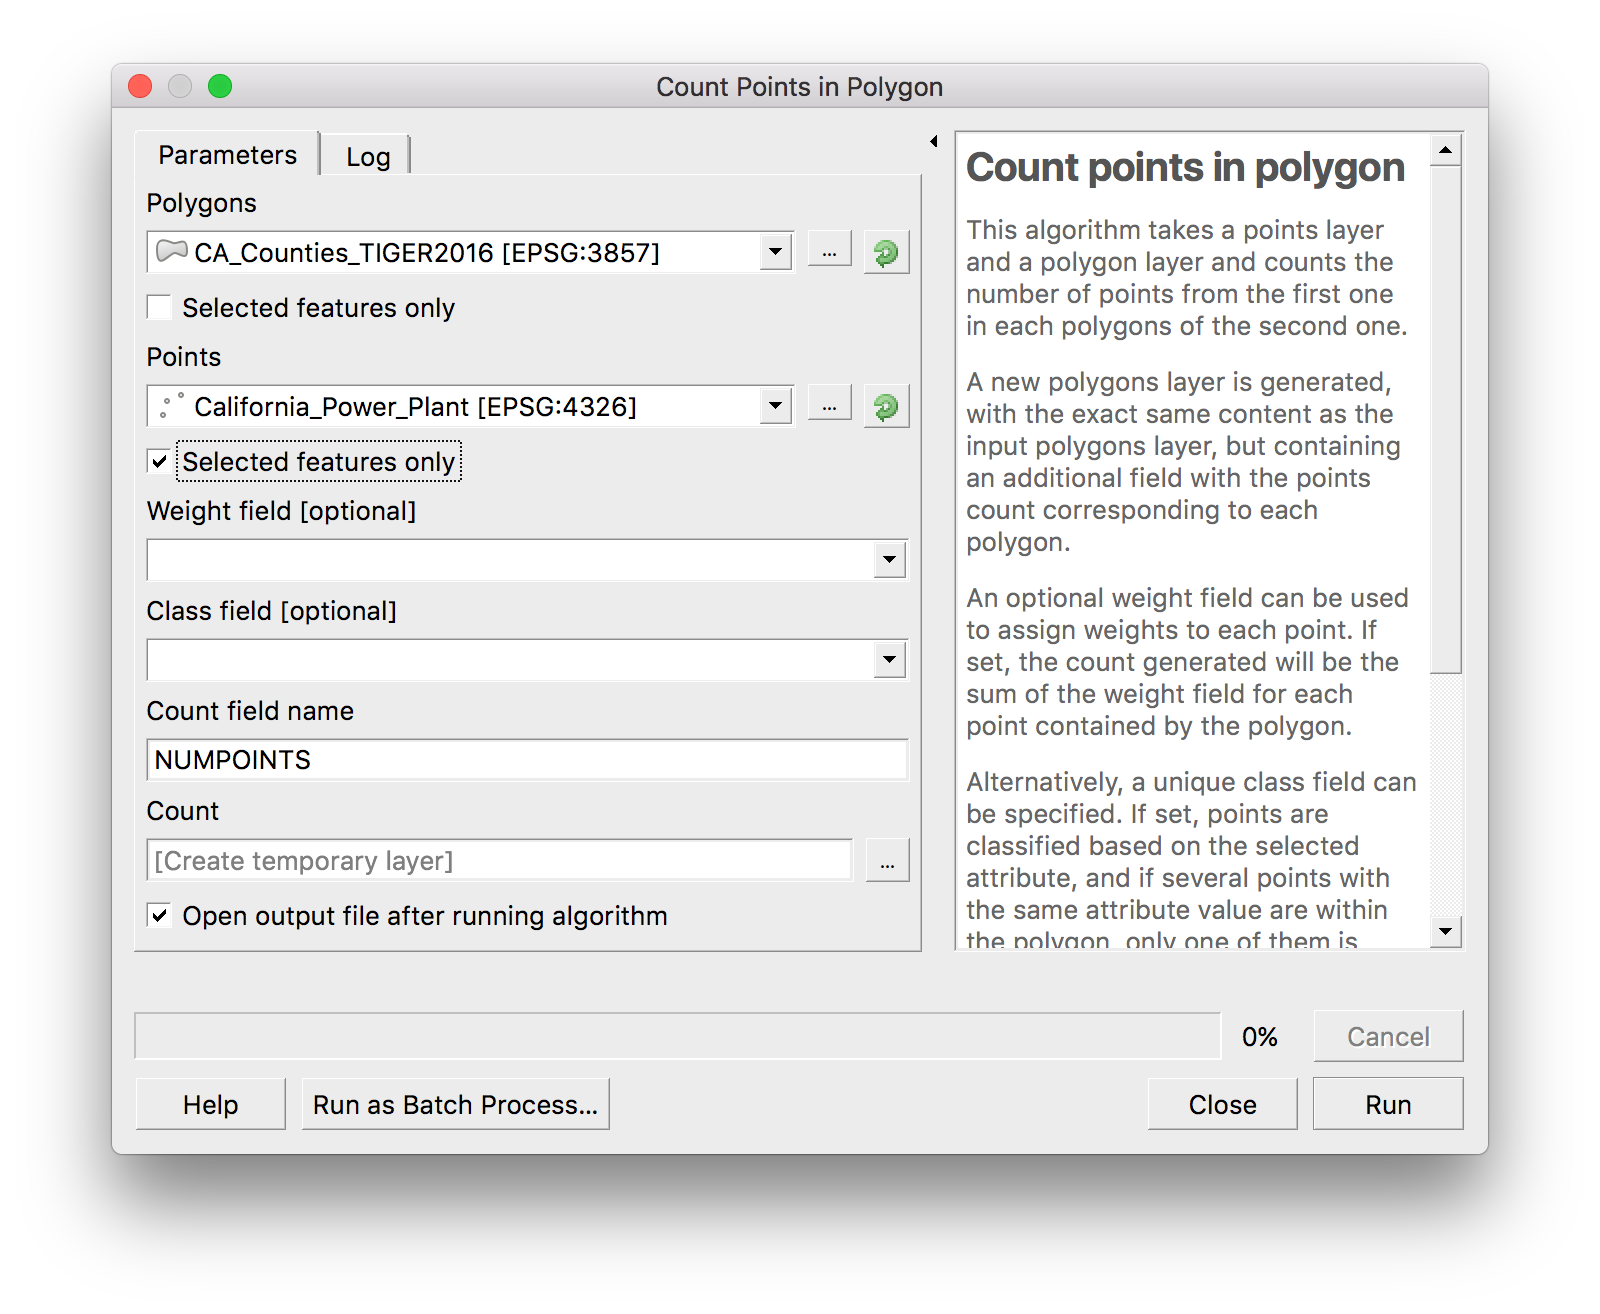 Count Points in Polygon
Parameters
Log
Polygons
CA_Counties_TIGER2016 [EPSG:3857]
...
Selected features only
Points
California_Power_Plant [EPSG:4326]
...
Selected features only
Weight field [optional]
Class field [optional]
Count field name
NUMPOINTS
Count
[Create temporary layer]
...
Open output file after running algorithm
Count points in polygon
This algorithm takes a points layer
and a polygon layer and counts the
number of points from the first one
in each polygons of the second one.
A new polygons layer is generated,
with the exact same content as the
input polygons layer, but containing
an additional field with the points
count corresponding to each
polygon.
An optional weight field can be used
to assign weights to each point. If
set, the count generated will be the
sum of the weight field for each
point contained by the polygon.
Alternatively, a unique class field can
be specified. If set, points are
classified based on the selected
attribute, and if several points with
the same attribute value are within
the polygon, only one of them is
0%
Cancel
Help
Run as Batch Process...
Close
Run